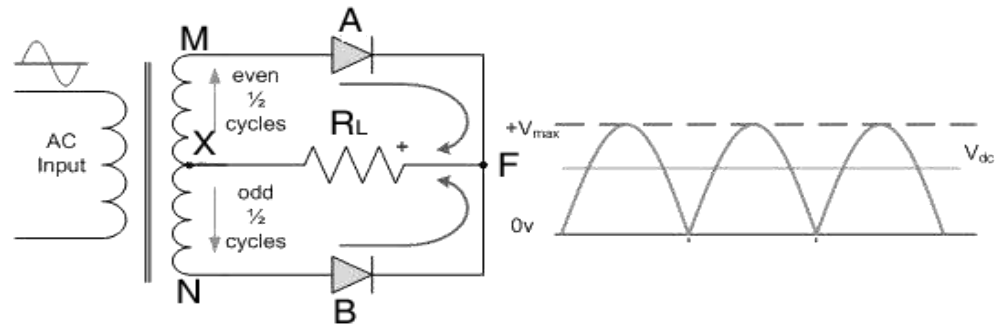 M
A
even
½
cycles
AC
Input
X
RL
+
F
odd
½
cycles
N
B
+Vmax
Vdc
0v